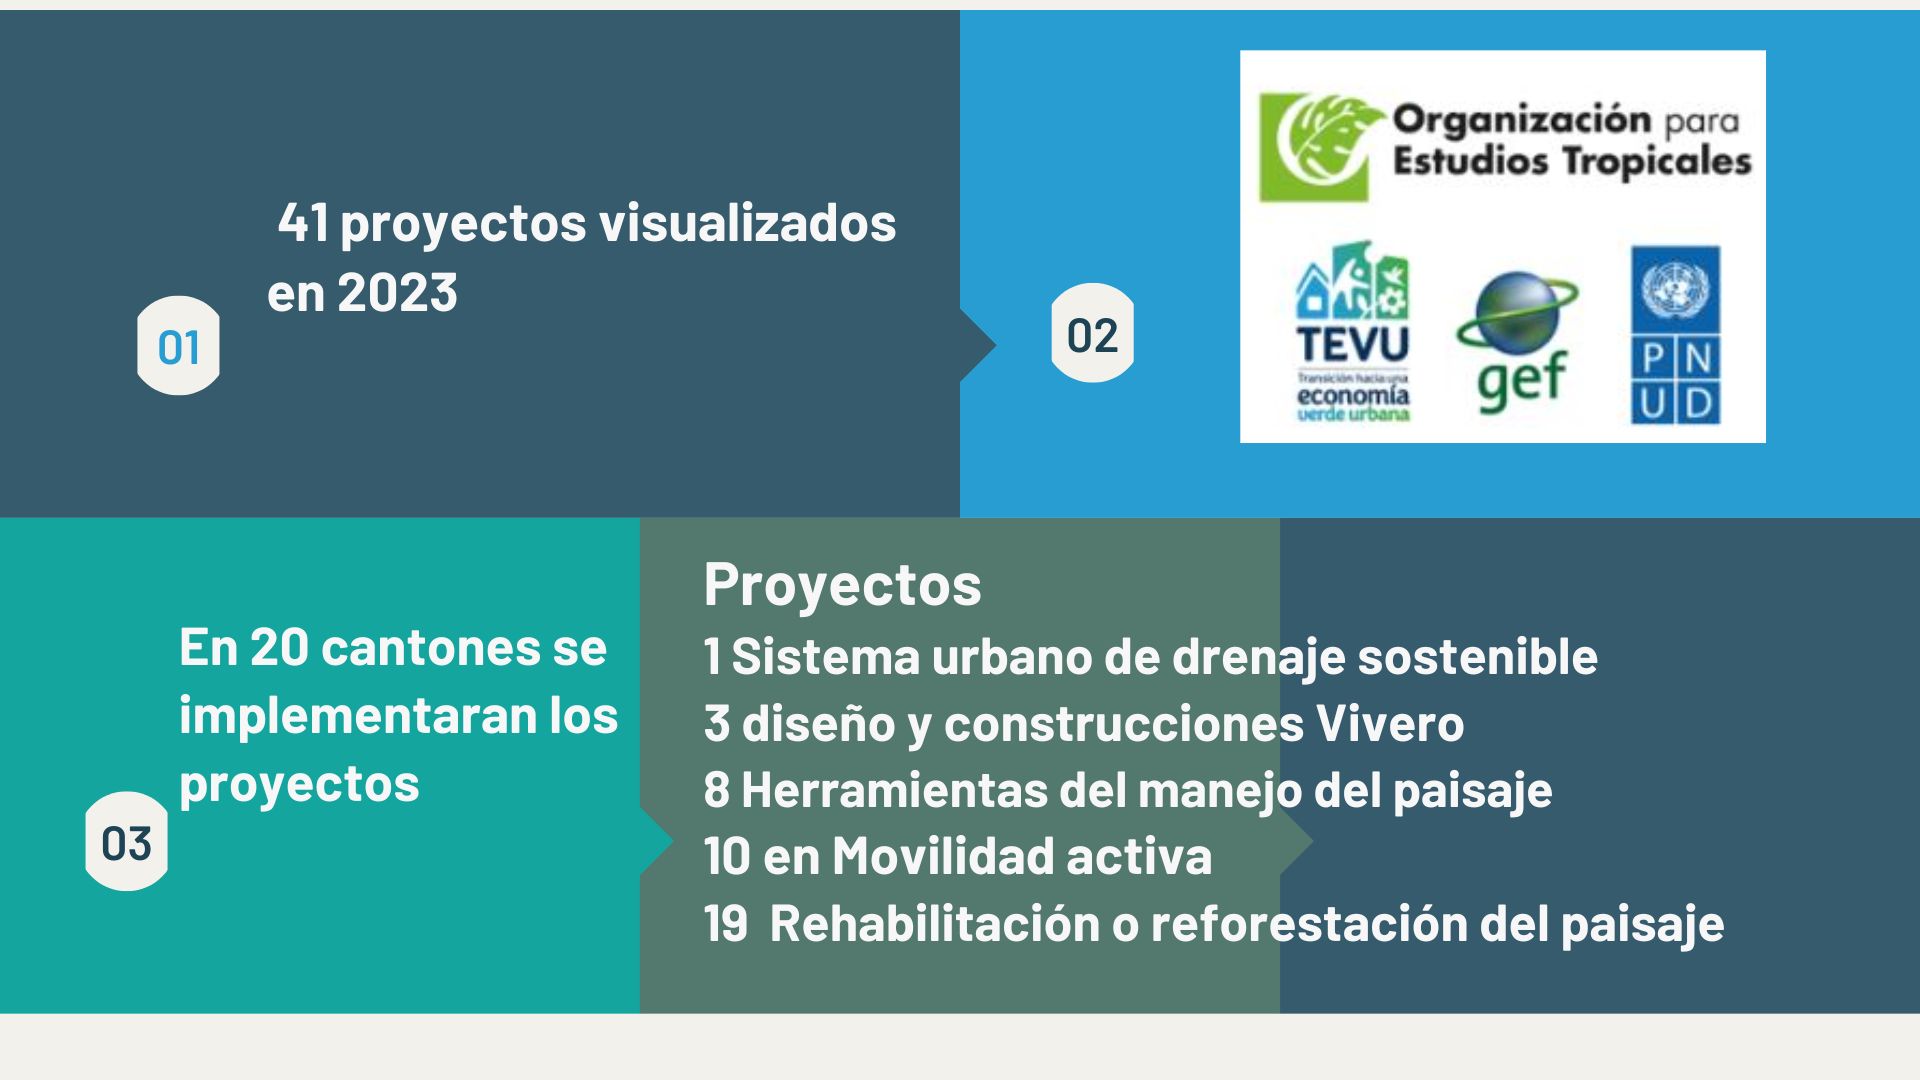 41 proyectos visualizados
en 2023
01
02
Organización para
Estudios Tropicales
TEVU
Transición hacia una
economía
verde urbana
gef
P N
U D
En 20 cantones se
implementaran los
proyectos
03
Proyectos
1 Sistema urbano de drenaje sostenible
3 diseño y construcciones Vivero
8 Herramientas del manejo del paisaje
10 en Movilidad activa
19  Rehabilitación o reforestación del paisaje